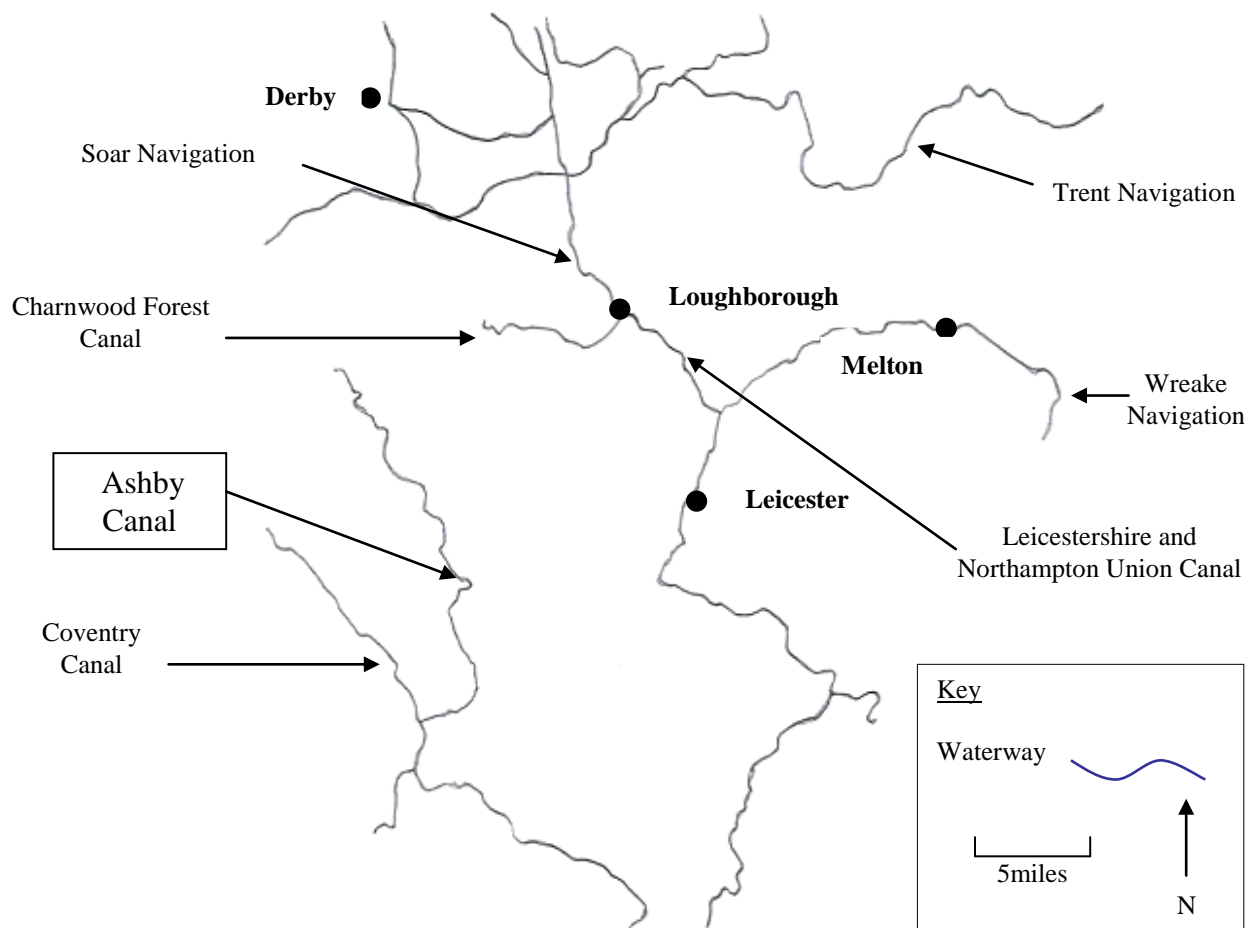 Derby
Soar Navigation
Trent Navigation
Charnwood Forest
Canal
Loughborough
Melton
Wreake
Navigation
Ashby
Canal
Leicester
Leicestershire and
Northampton Union Canal
Coventry
Canal
Key
Waterway
5miles
N